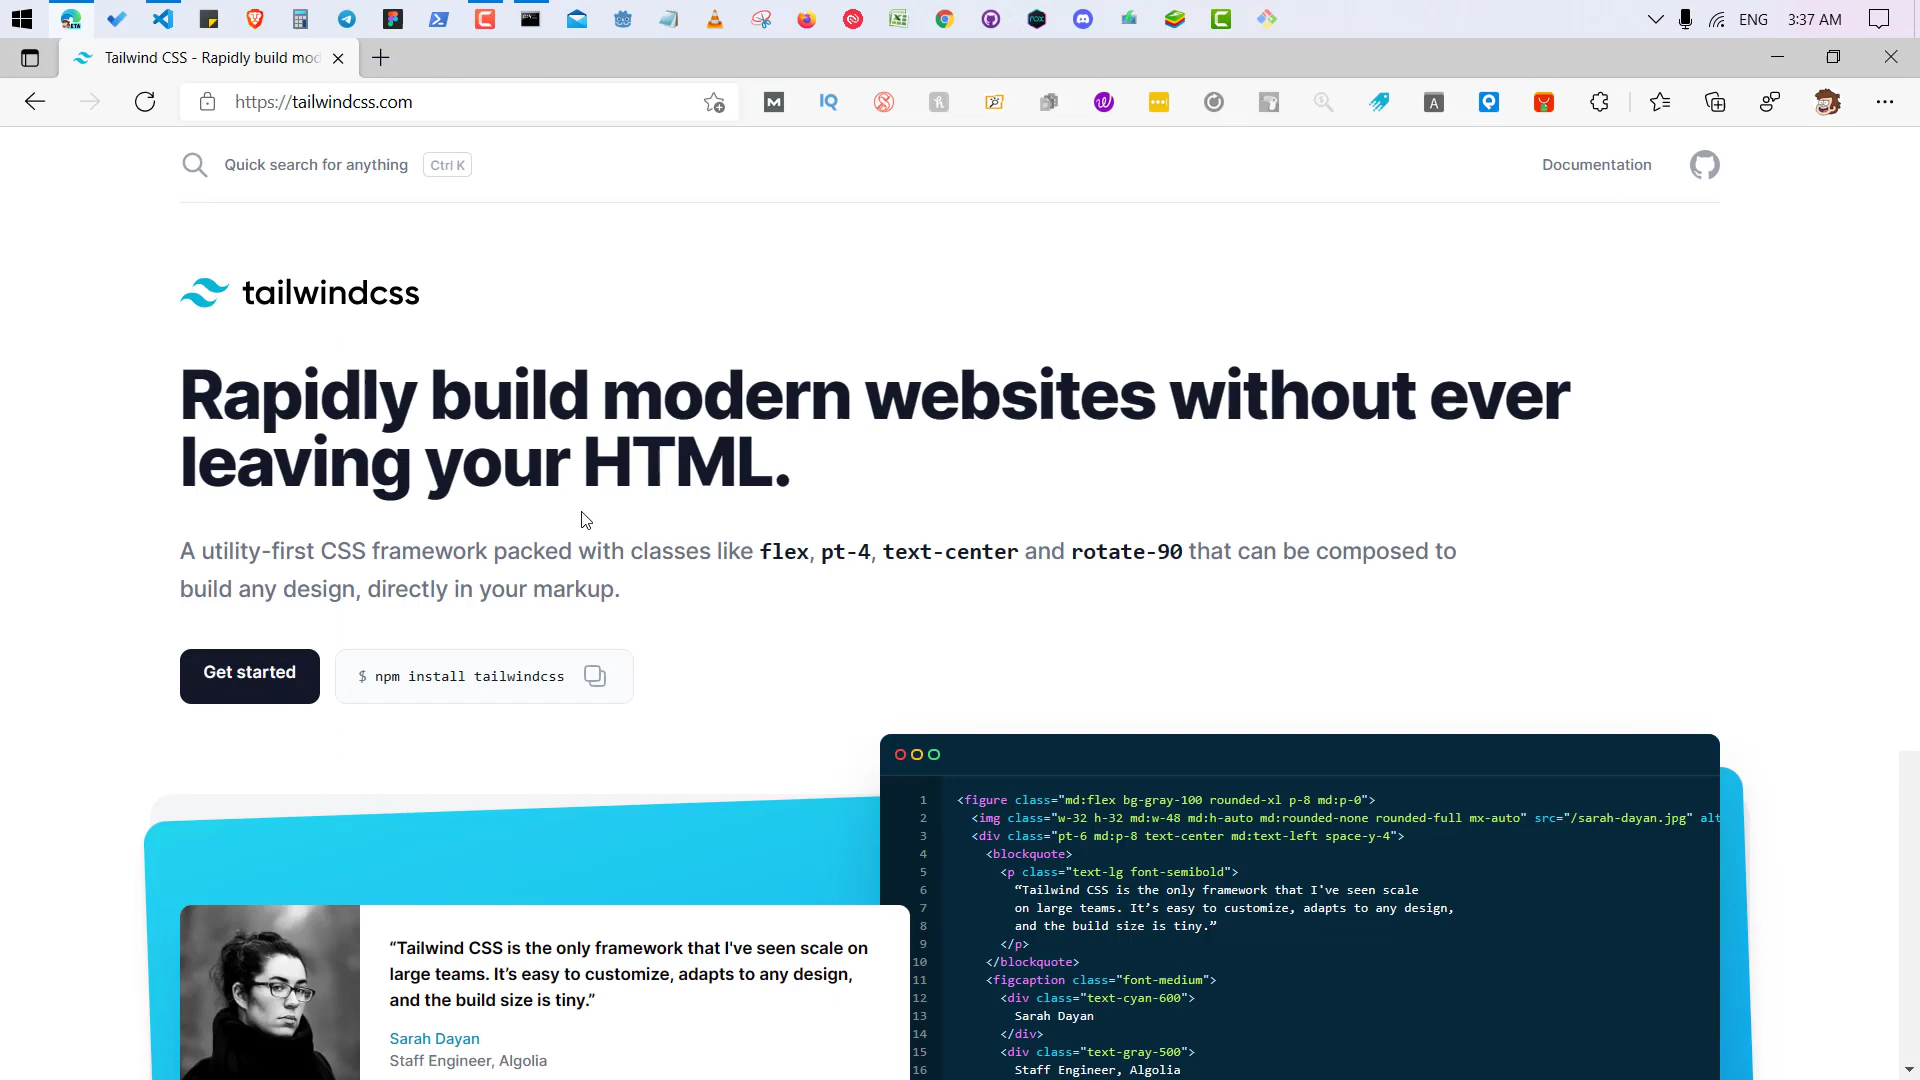 ENG
3:37 AM
Tailwind CSS - Rapidly build mod
https://tailwindcss.com
Quick search for anything
Ctrl K
Documentation
tailwindcss
Rapidly build modern websites without ever
leaving your HTML.
A utility-first CSS framework packed with classes like flex, pt-4, text-center and rotate-90 that can be composed to
build any design, directly in your markup.
Get started
$ npm install tailwindcss
“Tailwind CSS is the only framework that I've seen scale on
large teams. It’s easy to customize, adapts to any design,
and the build size is tiny.”
Sarah Dayan
Staff Engineer, Algolia
1 <figure class="md:flex bg-gray-100 rounded-xl p-8 md:p-0">
2 <img class="w-32 h-32 md:w-48 md:h-auto md:rounded-none rounded-full mx-auto" src="/sarah-dayan.jpg" alt
3 <div class="pt-6 md:p-8 text-center md:text-left space-y-4">
4 <blockquote>
5 <p class="text-lg font-semibold">
6 “Tailwind CSS is the only framework that I've seen scale
7 on large teams. It’s easy to customize, adapts to any design,
8 and the build size is tiny.”
9 </p>
10 </blockquote>
11 <figcaption class="font-medium">
12 <div class="text-cyan-600">
13 Sarah Dayan
14 </div>
15 <div class="text-gray-500">
16 Staff Engineer, Algolia